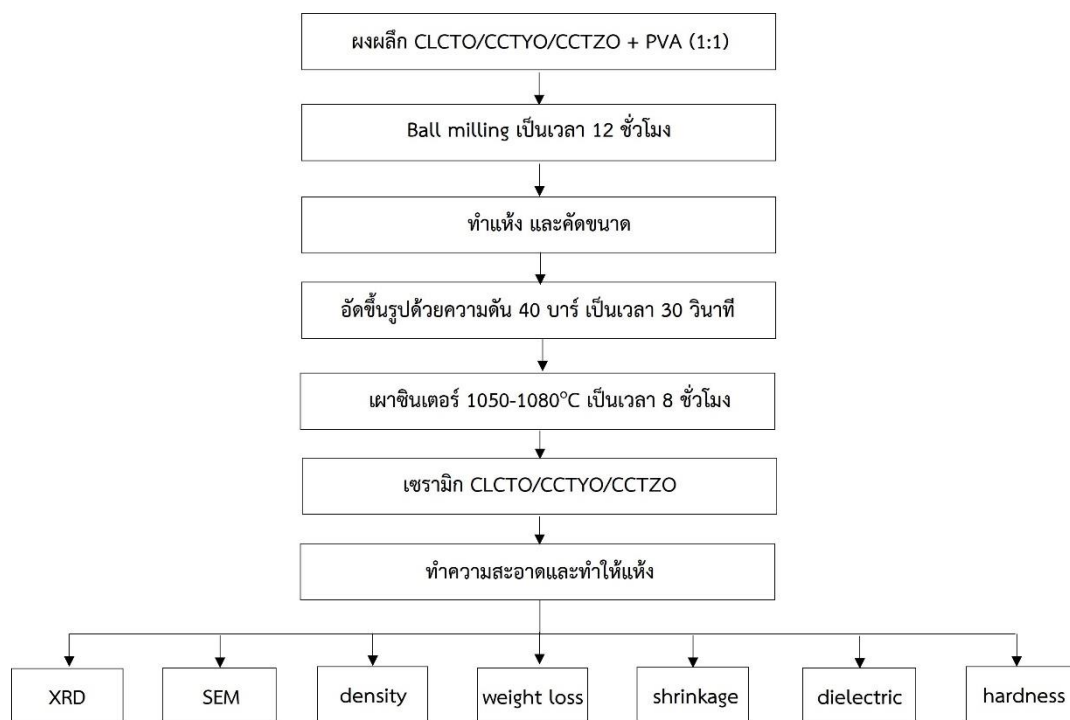 ผงผลึก CLCTO/CCTYO/CCTZO + PVA (1:1)
Ball milling เป็นเวลา 12 ชั่วโมง
ทำแห้ง และคัดขนาด
อัดขึ้นรูปด้วยความดัน 40 บาร์ เป็นเวลา 30 วินาที
เผาซินเตอร์ 1050-1080°C เป็นเวลา 8 ชั่วโมง
เซรามิก CLCTO/CCTYO/CCTZO
ทำความสะอาดและทำให้แห้ง
XRD
SEM
density
weight loss
shrinkage
dielectric
hardness